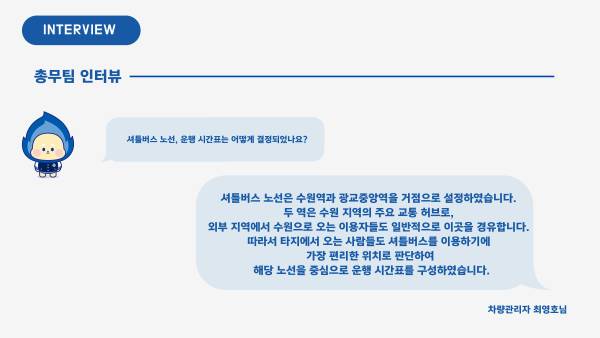 INTERVIEW
총무팀 인터뷰
셔틀버스 노선, 운행 시간표는 어떻게 결정되었나요?
셔틀버스 노선은 수원역과 광교중앙역을 거점으로 설정하였습니다.
두 역은 수원 지역의 주요 교통 허브로,
외부 지역에서 수원으로 오는 이용자들도 일반적으로 이곳을 경유합니다.
따라서 타지에서 오는 사람들도 셔틀버스를 이용하기에
가장 편리한 위치로 판단하여
해당 노선을 중심으로 운행 시간표를 구성하였습니다.
차량관리자 최영호님